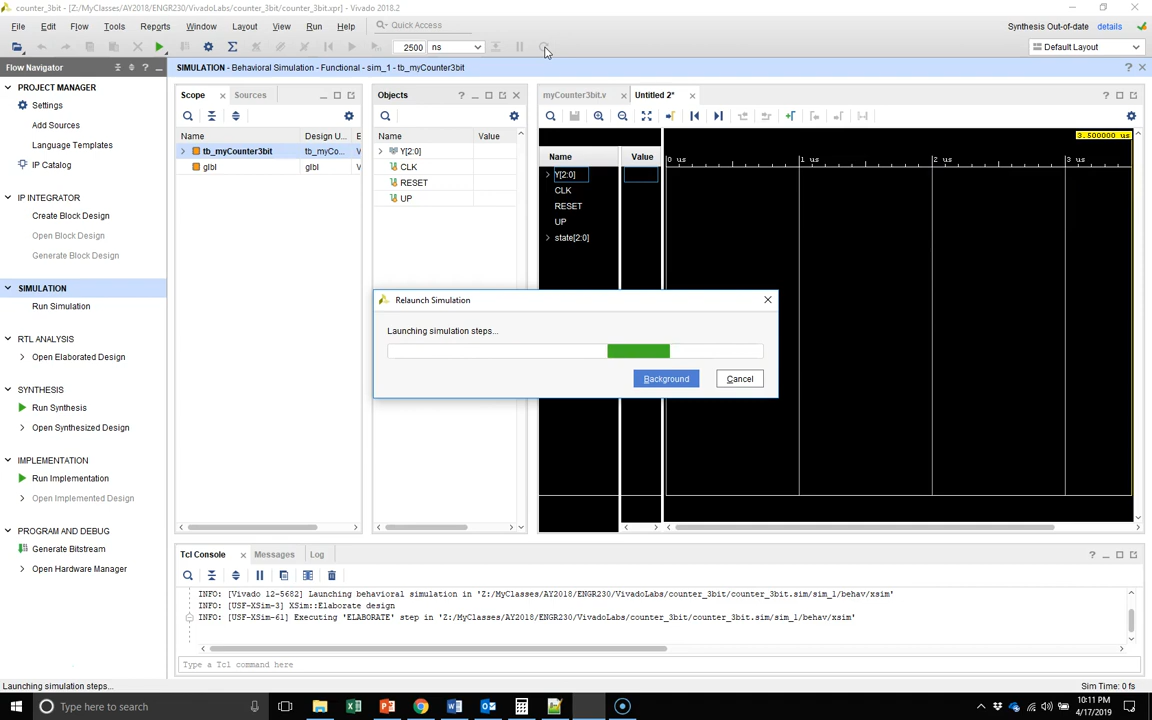 counter_3bit - [Z:/MyClasses/AY2018/ENGR230/VivadoLabs/counter_3bit/counter_3bit.xpr] - Vivado 2018.2
File Edit Flow Tools Reports Window Layout View Run Help Quick Access
Synthesis Out-of-date details
2500 ns
Default Layout
Flow Navigator
SIMULATION - Behavioral Simulation - Functional - sim_1 - tb_myCounter3bit
PROJECT MANAGER
Settings
Add Sources
Language Templates
IP Catalog
IP INTEGRATOR
Create Block Design
Open Block Design
Generate Block Design
SIMULATION
Run Simulation
RTL ANALYSIS
Open Elaborated Design
SYNTHESIS
Run Synthesis
Open Synthesized Design
IMPLEMENTATION
Run Implementation
Open Implemented Design
PROGRAM AND DEBUG
Generate Bitstream
Open Hardware Manager
Scope Sources
Name Design U...
tb_myCounter3bit tb_myCo...
glbl glbl
Objects
Name Value
Y[2:0]
CLK
RESET
UP
myCounter3bit.v Untitled 2*
3.500000 us
Name Value
0 us 1 us 2 us 3 us
Y[2:0]
CLK
RESET
UP
state[2:0]
Relaunch Simulation
Launching simulation steps...
Background Cancel
Tcl Console Messages Log
INFO: [Vivado 12-5682] Launching behavioral simulation in 'Z:/MyClasses/AY2018/ENGR230/VivadoLabs/counter_3bit/counter_3bit.sim/sim_1/behav/xsim'
INFO: [USF-XSim-3] XSim::Elaborate design
INFO: [USF-XSim-61] Executing 'ELABORATE' step in 'Z:/MyClasses/AY2018/ENGR230/VivadoLabs/counter_3bit/counter_3bit.sim/sim_1/behav/xsim'
Type a Tcl command here
Launching simulation steps...
Sim Time: 0 fs
Type here to search
10:11 PM
4/17/2019